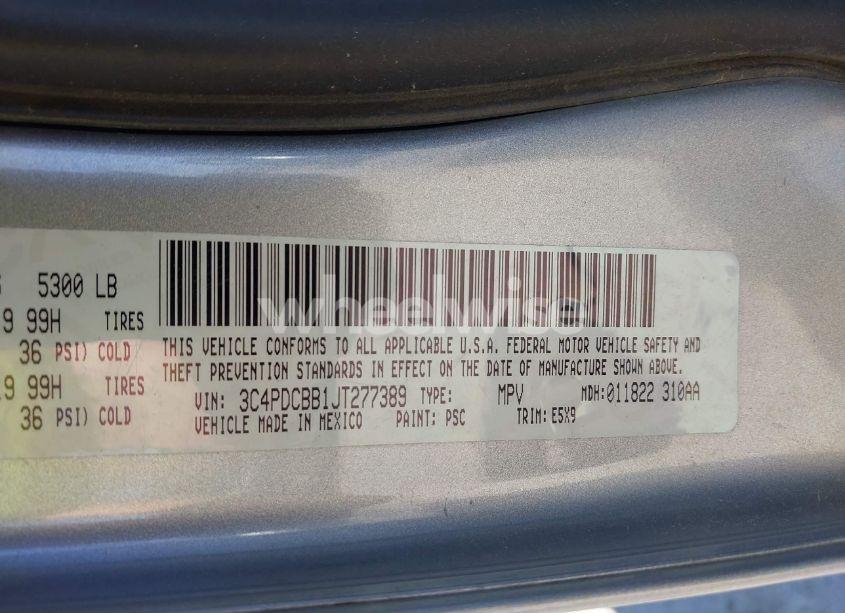 5300 LB
9 99H TIRES
36 PSI) COLD
19 99H TIRES
36 PSI) COLD
wheelwise
THIS VEHICLE CONFORMS TO ALL APPLICABLE U.S.A. FEDERAL MOTOR VEHICLE SAFETY AND
THEFT PREVENTION STANDARDS IN EFFECT ON THE DATE OF MANUFACTURE SHOWN ABOVE.
VIN: 3C4PDCBB1JT277389 TYPE: MPV MDH: 011822 310AA
VEHICLE MADE IN MEXICO PAINT: PSC TRIM: E5X9